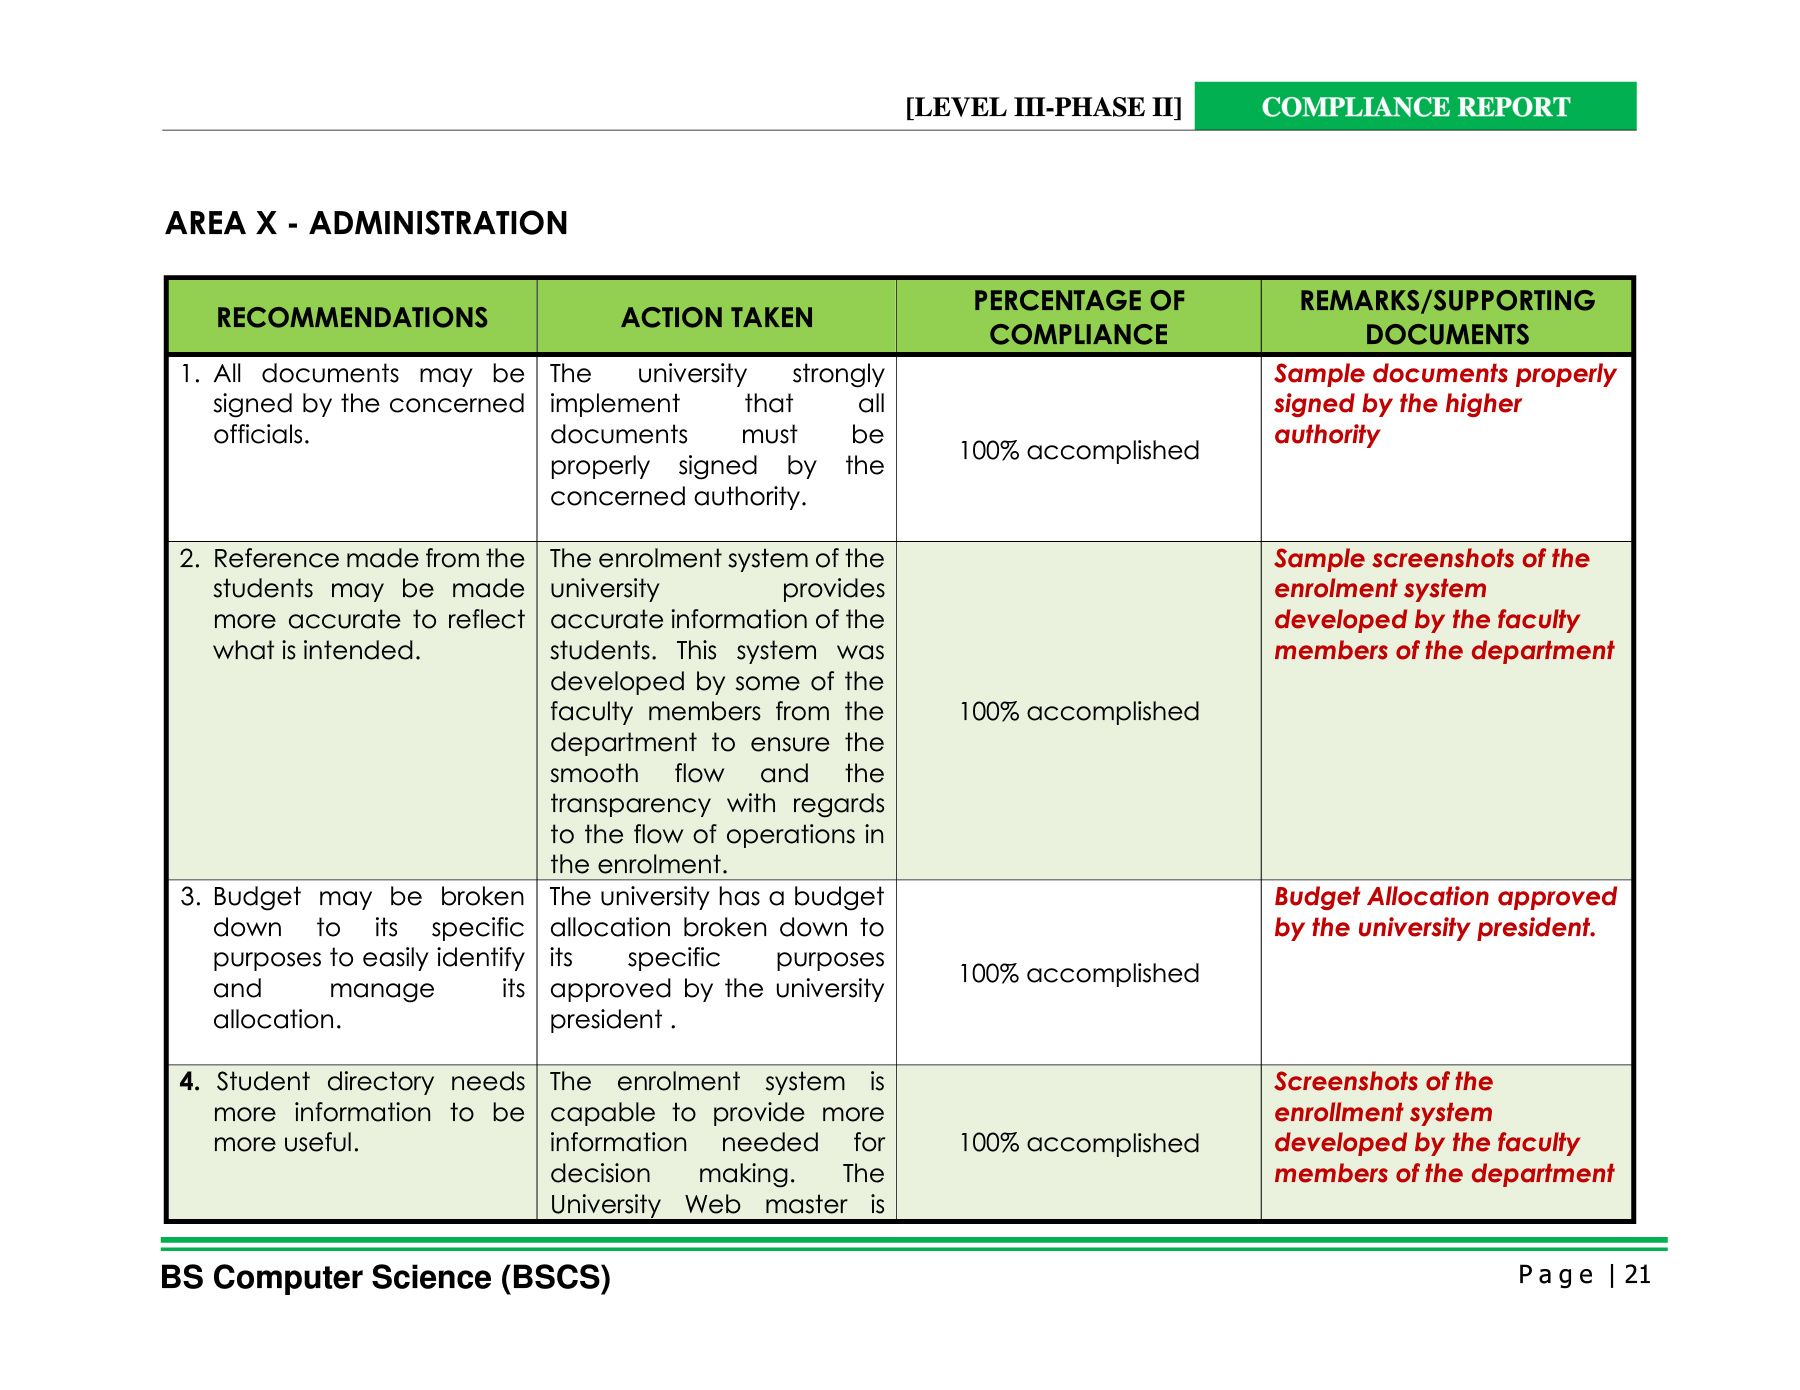 [LEVEL III-PHASE II] COMPLIANCE REPORT
AREA X - ADMINISTRATION
RECOMMENDATIONS
ACTION TAKEN
PERCENTAGE OF
COMPLIANCE
REMARKS/SUPPORTING
DOCUMENTS
1. All documents may be
signed by the concerned
officials.
The university strongly
implement that all
documents must be
properly signed by the
concerned authority.
100% accomplished
Sample documents properly
signed by the higher
authority
2. Reference made from the
students may be made
more accurate to reflect
what is intended.
The enrolment system of the
university provides
accurate information of the
students. This system was
developed by some of the
faculty members from the
department to ensure the
smooth flow and the
transparency with regards
to the flow of operations in
the enrolment.
100% accomplished
Sample screenshots of the
enrolment system
developed by the faculty
members of the department
3. Budget may be broken
down to its specific
purposes to easily identify
and manage its
allocation.
The university has a budget
allocation broken down to
its specific purposes
approved by the university
president .
100% accomplished
Budget Allocation approved
by the university president.
4. Student directory needs
more information to be
more useful.
The enrolment system is
capable to provide more
information needed for
decision making. The
University Web master is
100% accomplished
Screenshots of the
enrollment system
developed by the faculty
members of the department
BS Computer Science (BSCS)
Page | 21